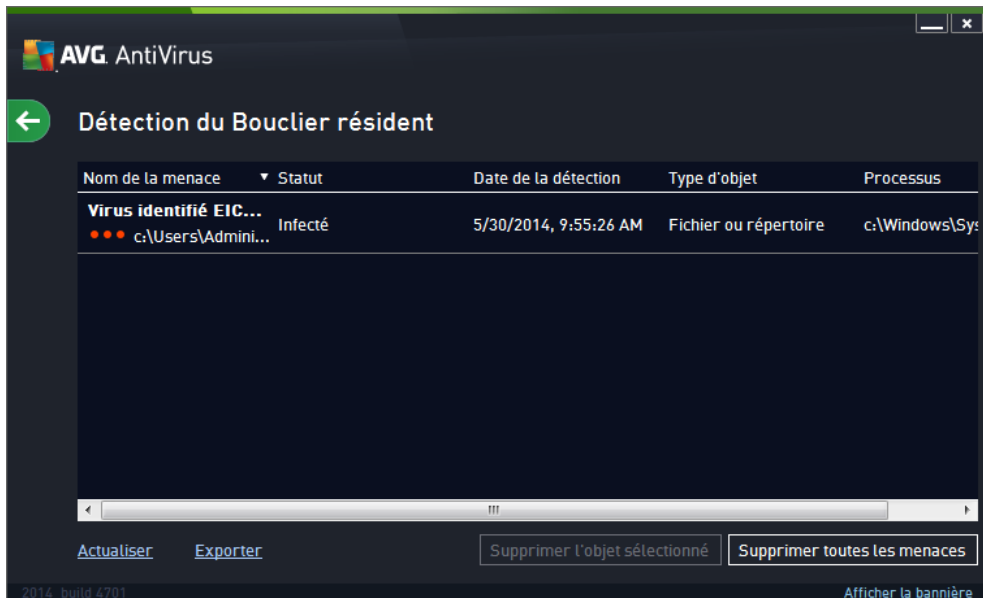 AVG. AntiVirus
Détection du Bouclier résident
Nom de la menace Statut Date de la détection Type d'objet Processus
Virus identifié EIC...
c:\Users\Admini... Infecté 5/30/2014, 9:55:26 AM Fichier ou répertoire c:\Windows\Sys
Actualiser Exporter Supprimer l'objet sélectionné Supprimer toutes les menaces
2014 build 4701 Afficher la bannière